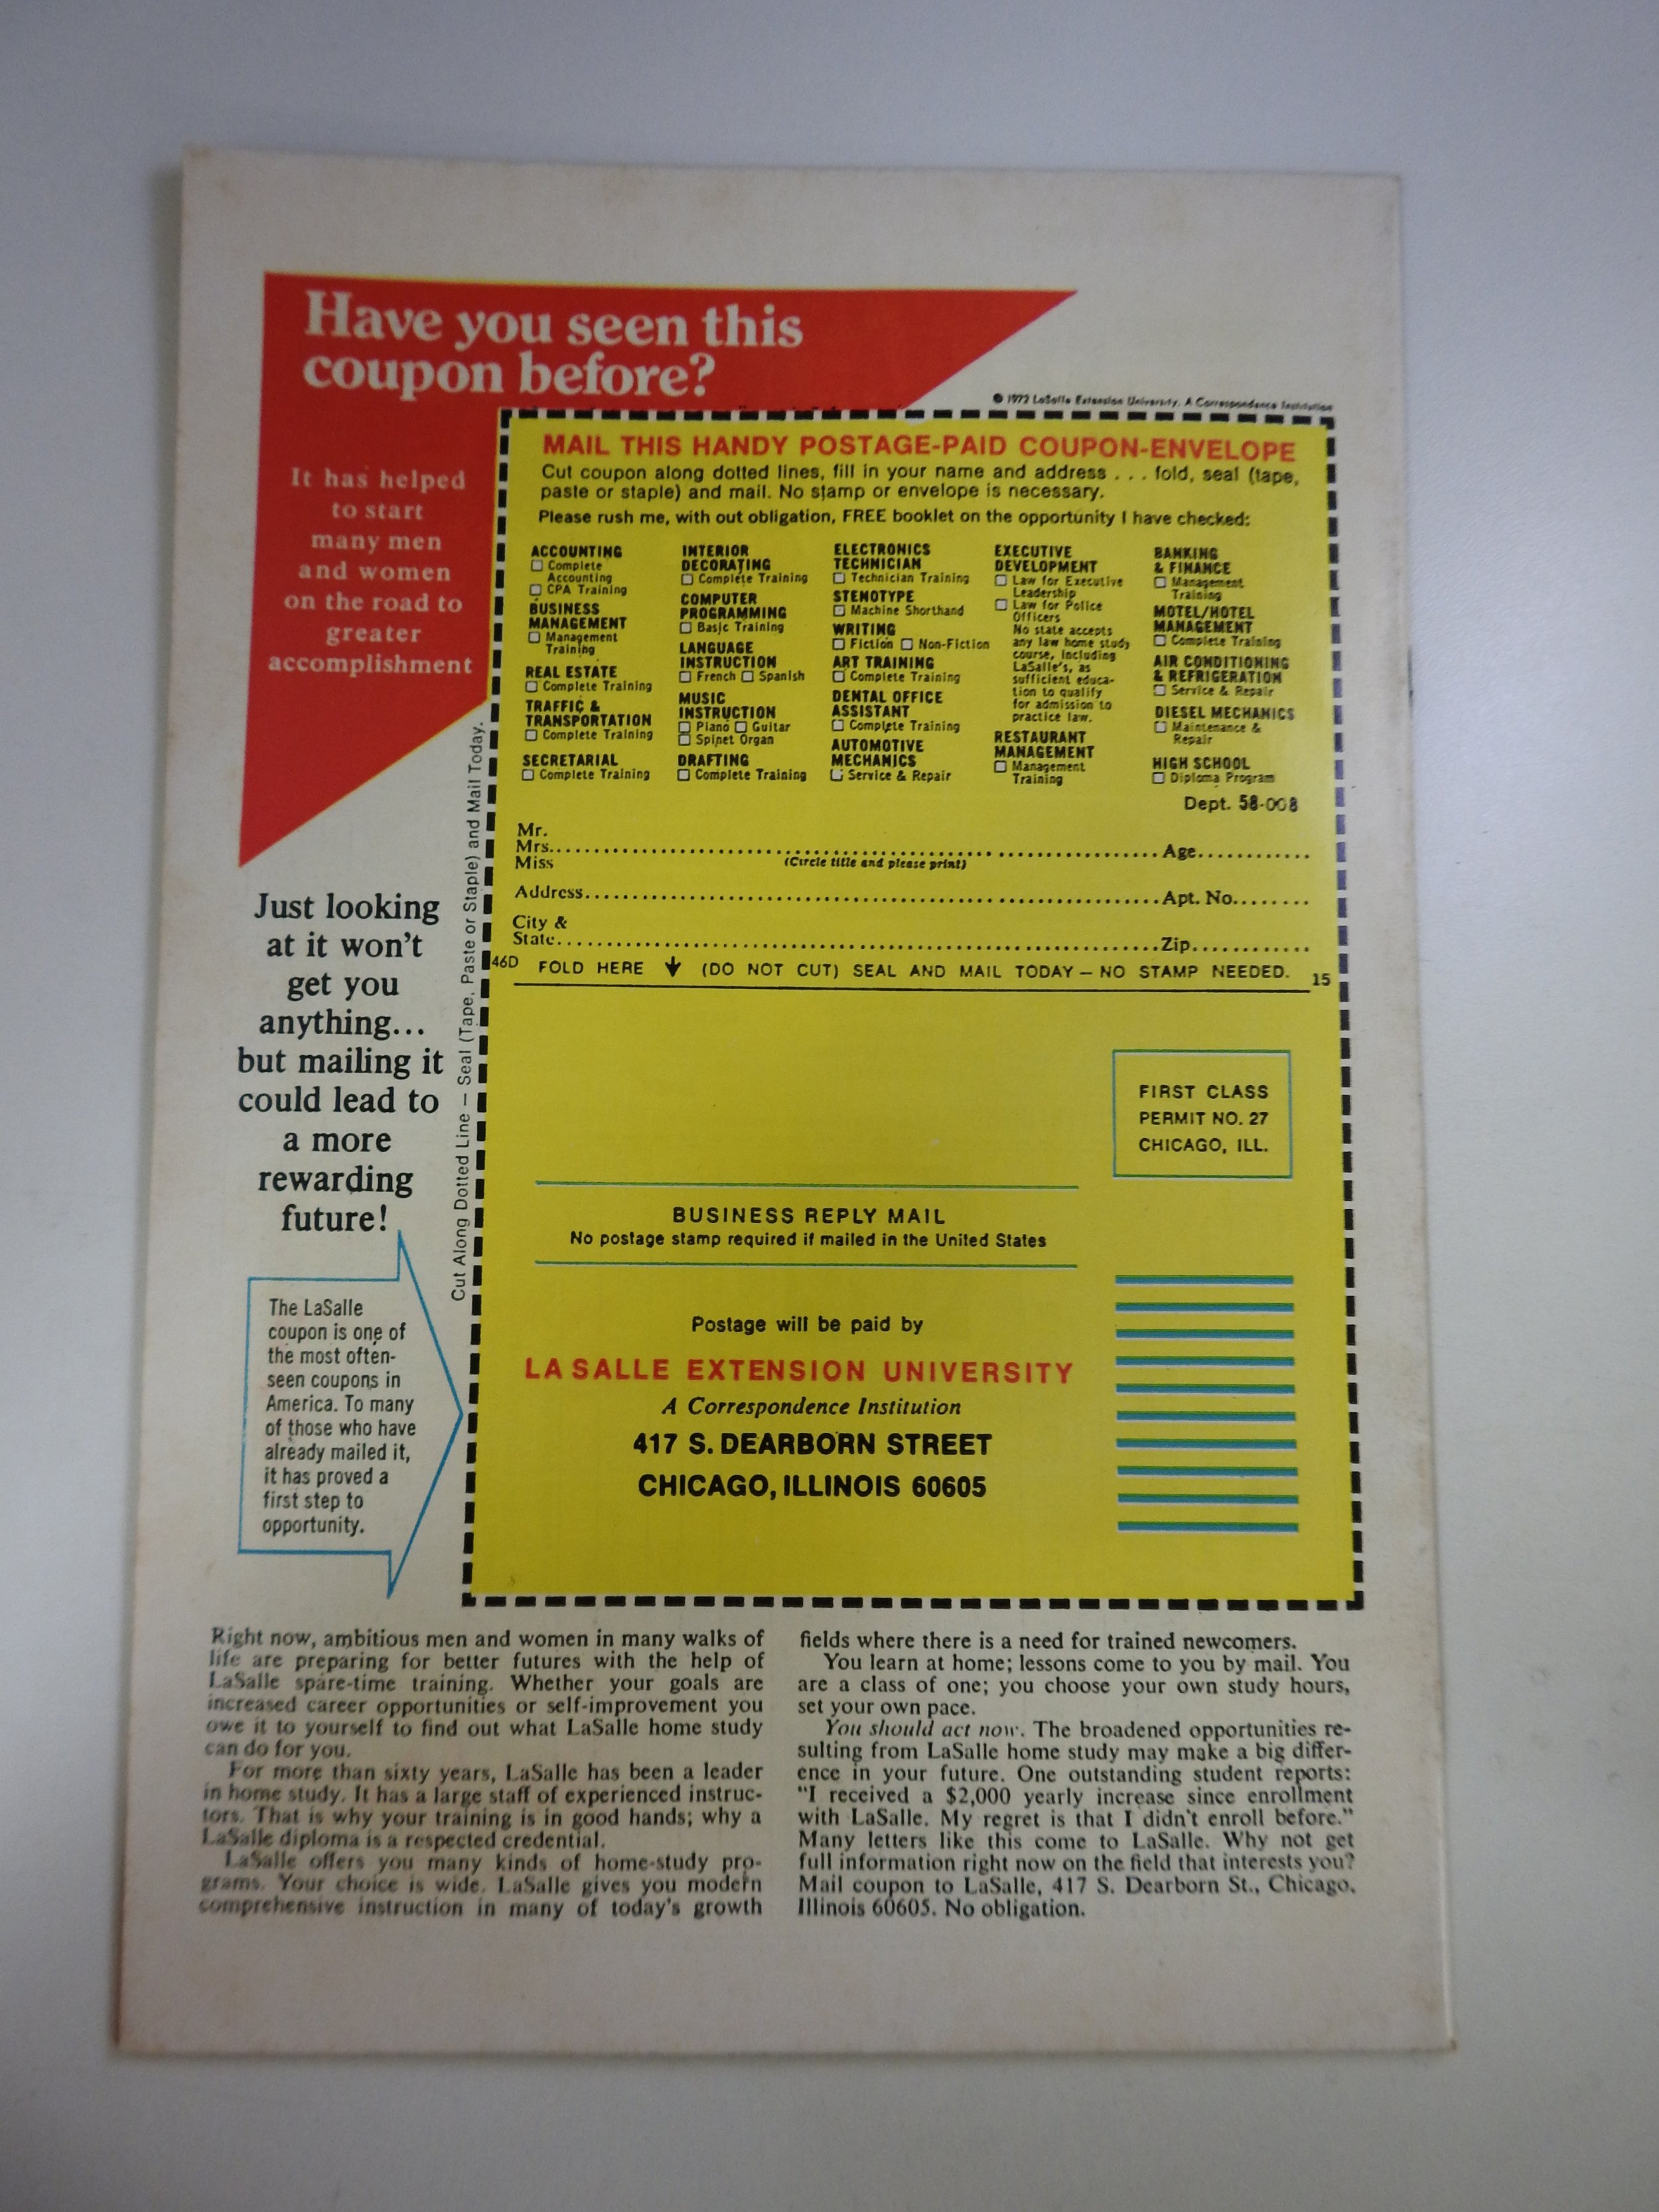 Have you seen this
coupon before?
It has helped
to start
many men
and women
on the road to
greater
accomplishment
© 1972 LaSalle Extension University, A Correspondence Institution
MAIL THIS HANDY POSTAGE-PAID COUPON-ENVELOPE
Cut coupon along dotted lines, fill in your name and address . . . fold, seal (tape,
paste or staple) and mail. No stamp or envelope is necessary.
Please rush me, with out obligation, FREE booklet on the opportunity I have checked:
ACCOUNTING
Complete
Accounting
CPA Training
BUSINESS
MANAGEMENT
Management
Training
REAL ESTATE
Complete Training
TRAFFIC &
TRANSPORTATION
Complete Training
SECRETARIAL
Complete Training
INTERIOR
DECORATING
Complete Training
COMPUTER
PROGRAMMING
Basic Training
LANGUAGE
INSTRUCTION
French Spanish
MUSIC
INSTRUCTION
Piano Guitar
Spinet Organ
DRAFTING
Complete Training
ELECTRONICS
TECHNICIAN
Technician Training
STENOTYPE
Machine Shorthand
WRITING
Fiction Non-Fiction
ART TRAINING
Complete Training
DENTAL OFFICE
ASSISTANT
Complete Training
AUTOMOTIVE
MECHANICS
Service & Repair
EXECUTIVE
DEVELOPMENT
Law for Executive
Leadership
Law for Police
Officers
No state accepts
any law home study
course, including
LaSalle's, as
sufficient educa-
tion to qualify
for admission to
practice law.
RESTAURANT
MANAGEMENT
Management
Training
BANKING
& FINANCE
Management
Training
MOTEL/HOTEL
MANAGEMENT
Complete Training
AIR CONDITIONING
& REFRIGERATION
Service & Repair
DIESEL MECHANICS
Maintenance &
Repair
HIGH SCHOOL
Diploma Program
Dept. 58-008
Mr.
Mrs. Age
Miss (Circle title and please print)
Address Apt. No.
City &
State Zip
46D FOLD HERE ↓ (DO NOT CUT) SEAL AND MAIL TODAY — NO STAMP NEEDED. 15
Cut Along Dotted Line — Seal (Tape, Paste or Staple) and Mail Today.
Just looking
at it won't
get you
anything...
but mailing it
could lead to
a more
rewarding
future!
The LaSalle
coupon is one of
the most often-
seen coupons in
America. To many
of those who have
already mailed it,
it has proved a
first step to
opportunity.
FIRST CLASS
PERMIT NO. 27
CHICAGO, ILL.
BUSINESS REPLY MAIL
No postage stamp required if mailed in the United States
Postage will be paid by
LA SALLE EXTENSION UNIVERSITY
A Correspondence Institution
417 S. DEARBORN STREET
CHICAGO, ILLINOIS 60605
Right now, ambitious men and women in many walks of
life are preparing for better futures with the help of
LaSalle spare-time training. Whether your goals are
increased career opportunities or self-improvement you
owe it to yourself to find out what LaSalle home study
can do for you.
For more than sixty years, LaSalle has been a leader
in home study. It has a large staff of experienced instruc-
tors. That is why your training is in good hands; why a
LaSalle diploma is a respected credential.
LaSalle offers you many kinds of home-study pro-
grams. Your choice is wide. LaSalle gives you modern
comprehensive instruction in many of today's growth
fields where there is a need for trained newcomers.
You learn at home; lessons come to you by mail. You
are a class of one; you choose your own study hours,
set your own pace.
You should act now. The broadened opportunities re-
sulting from LaSalle home study may make a big differ-
ence in your future. One outstanding student reports:
"I received a $2,000 yearly increase since enrollment
with LaSalle. My regret is that I didn't enroll before."
Many letters like this come to LaSalle. Why not get
full information right now on the field that interests you?
Mail coupon to LaSalle, 417 S. Dearborn St., Chicago,
Illinois 60605. No obligation.